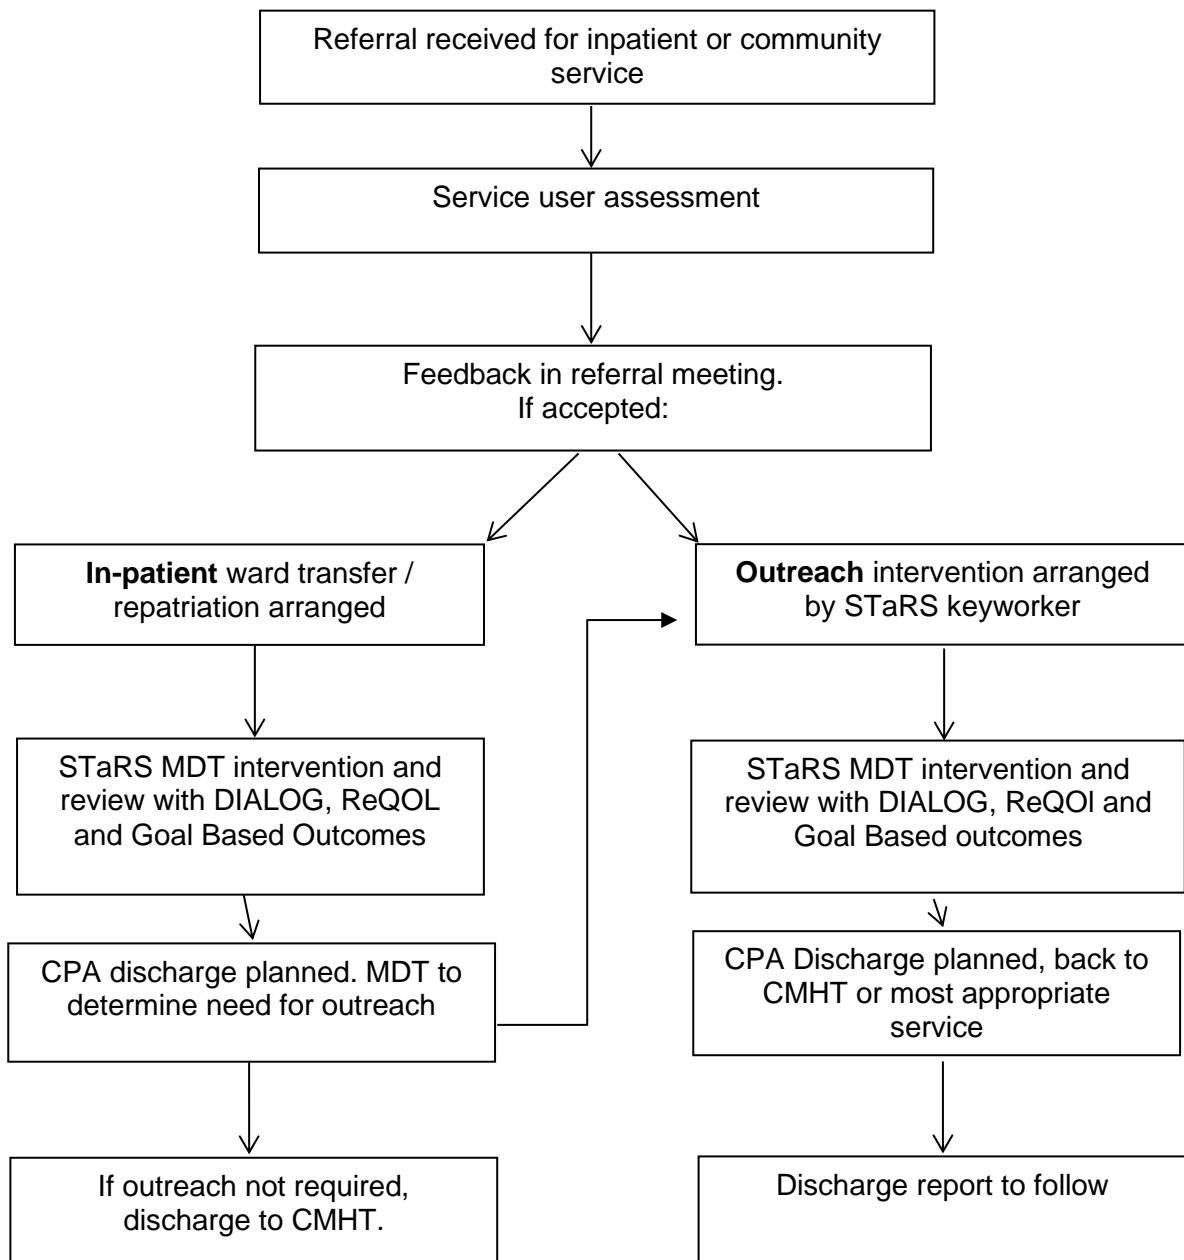 Referral received for inpatient or community
service
Service user assessment
Feedback in referral meeting.
If accepted:
In-patient ward transfer /
repatriation arranged
Outreach intervention arranged
by STaRS keyworker
STaRS MDT intervention and
review with DIALOG, ReQOL
and Goal Based Outcomes
STaRS MDT intervention and
review with DIALOG, ReQOl and
Goal Based outcomes
CPA discharge planned. MDT to
determine need for outreach
CPA Discharge planned, back to
CMHT or most appropriate
service
If outreach not required,
discharge to CMHT.
Discharge report to follow